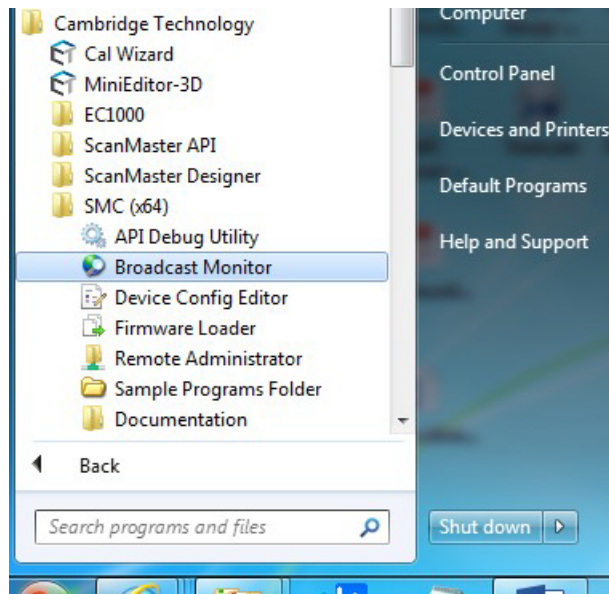 Cambridge Technology
Cal Wizard
MiniEditor-3D
EC1000
ScanMaster API
ScanMaster Designer
SMC (x64)
API Debug Utility
Broadcast Monitor
Device Config Editor
Firmware Loader
Remote Administrator
Sample Programs Folder
Documentation
Back
Search programs and files
Computer
Control Panel
Devices and Printers
Default Programs
Help and Support
Shut down